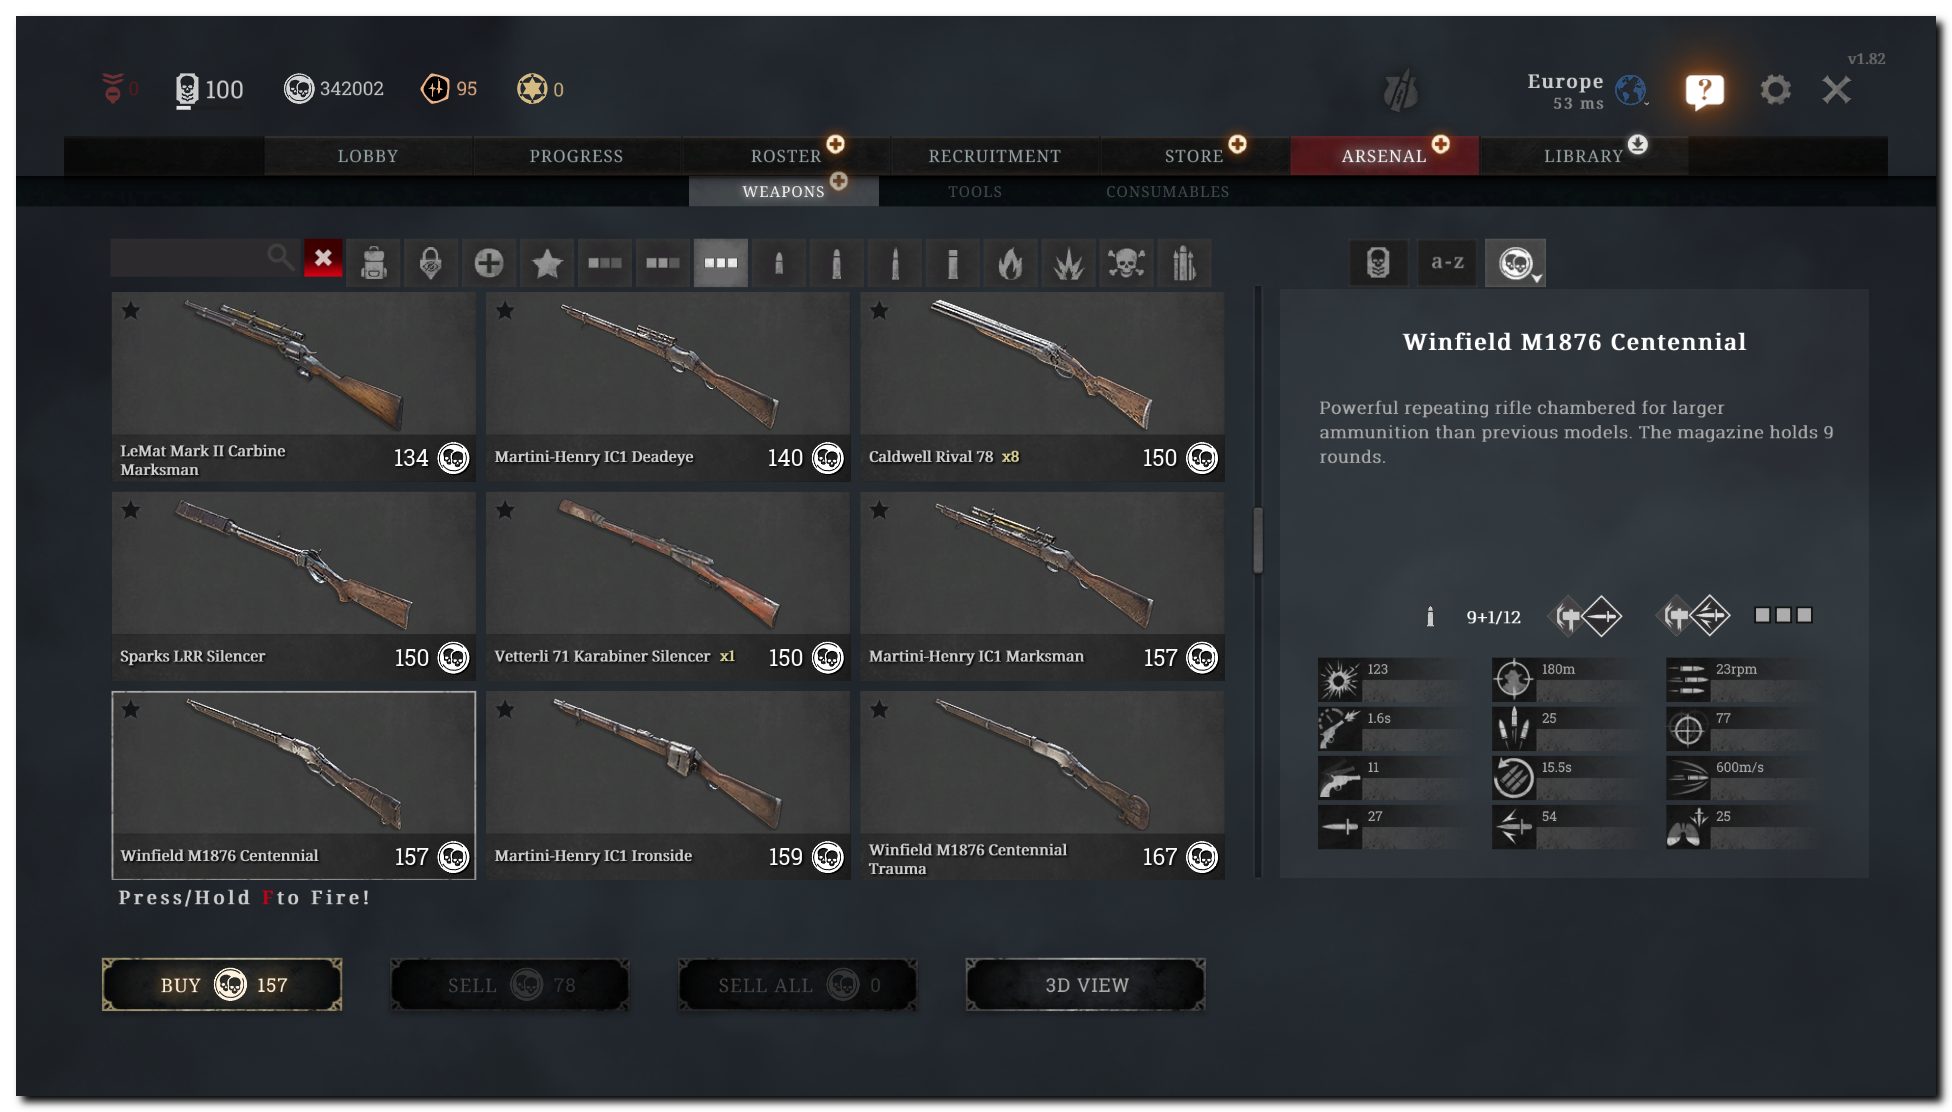 v1.82
0
100
342002
95
0
Europe
53 ms
?
LOBBY
PROGRESS
ROSTER
RECRUITMENT
STORE
ARSENAL
LIBRARY
WEAPONS
TOOLS
CONSUMABLES
a-z
LeMat Mark II Carbine
Marksman
134
Martini-Henry IC1 Deadeye
140
Caldwell Rival 78 x8
150
Sparks LRR Silencer
150
Vetterli 71 Karabiner Silencer x1
150
Martini-Henry IC1 Marksman
157
Winfield M1876 Centennial
157
Martini-Henry IC1 Ironside
159
Winfield M1876 Centennial
Trauma
167
Press/Hold F to Fire!
BUY 157
SELL 78
SELL ALL 0
3D VIEW
Winfield M1876 Centennial
Powerful repeating rifle chambered for larger
ammunition than previous models. The magazine holds 9
rounds.
9+1/12
123
180m
23rpm
1.6s
25
77
11
15.5s
600m/s
27
54
25